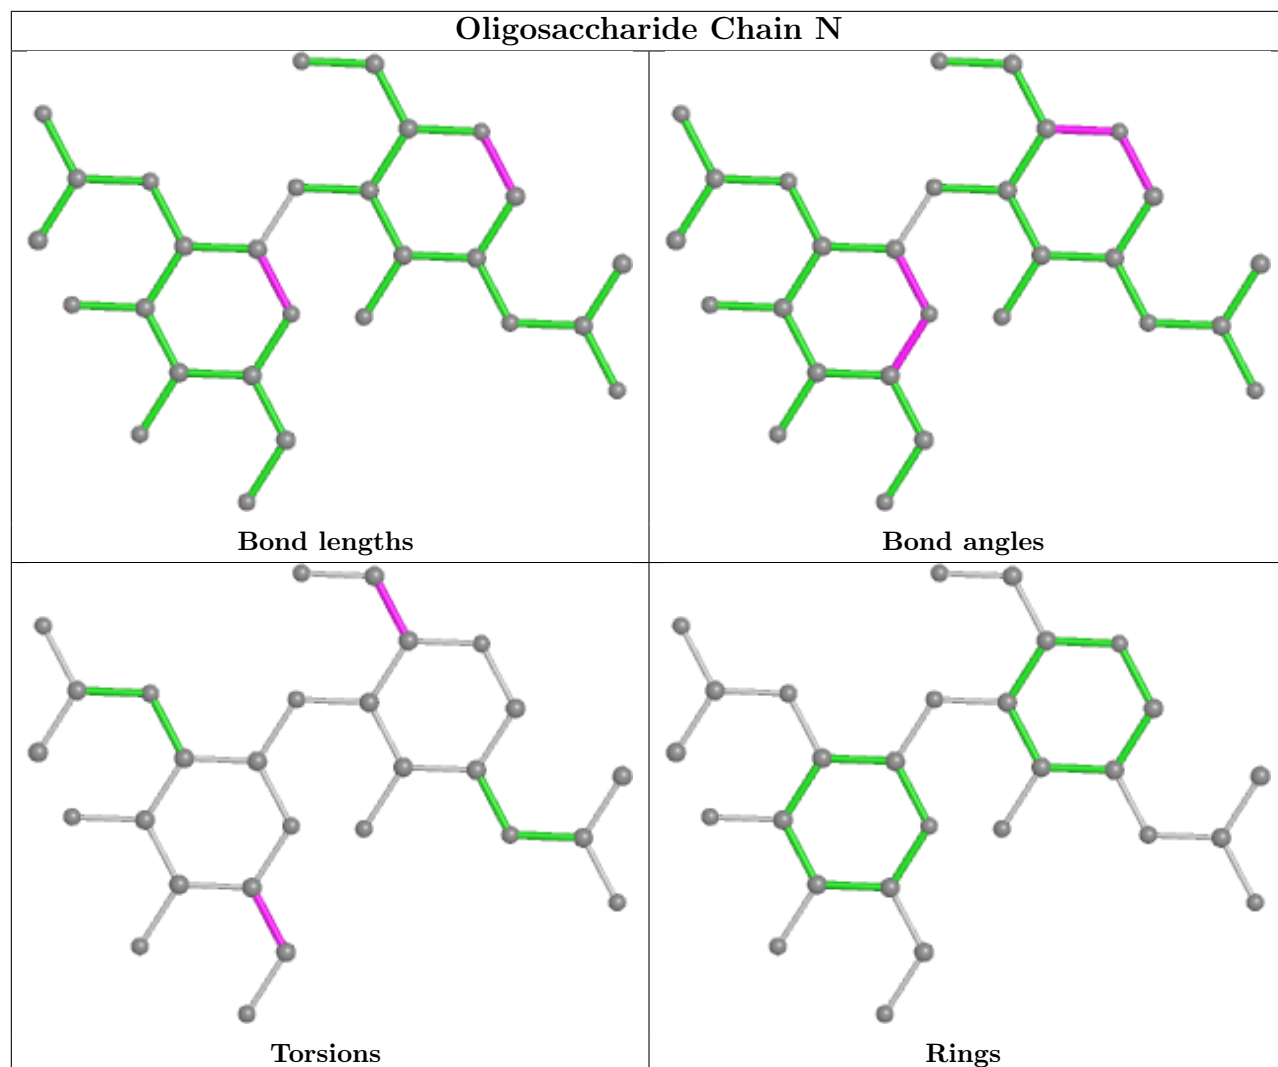 Oligosaccharide Chain N
Bond lengths
Bond angles
Torsions
Rings